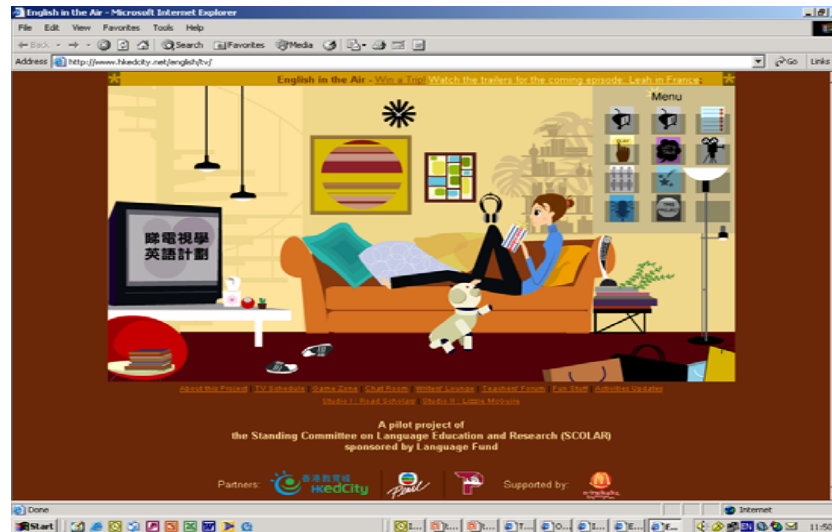 English in the Air - Microsoft Internet Explorer
File Edit View Favorites Tools Help
Back Search Favorites Media
Address http://www.hkedcity.net/english/tv/ Go Links
English in the Air - Win a Trip! Watch the trailers for the coming episode, Leah in France:
Menu
睇電視學
英語計劃
About this Project | TV Schedule | Game Zone | Chat Room | Writers' Lounge | Teachers' Forum | Fun Stuff | Activities Updates
Studio I : Road Scholars | Studio II : Lizzie McGuire
A pilot project of
the Standing Committee on Language Education and Research (SCOLAR)
sponsored by Language Fund
Partners: 香港教育城 HKedCity Pearl Supported by:
Done Internet
Start 11:50